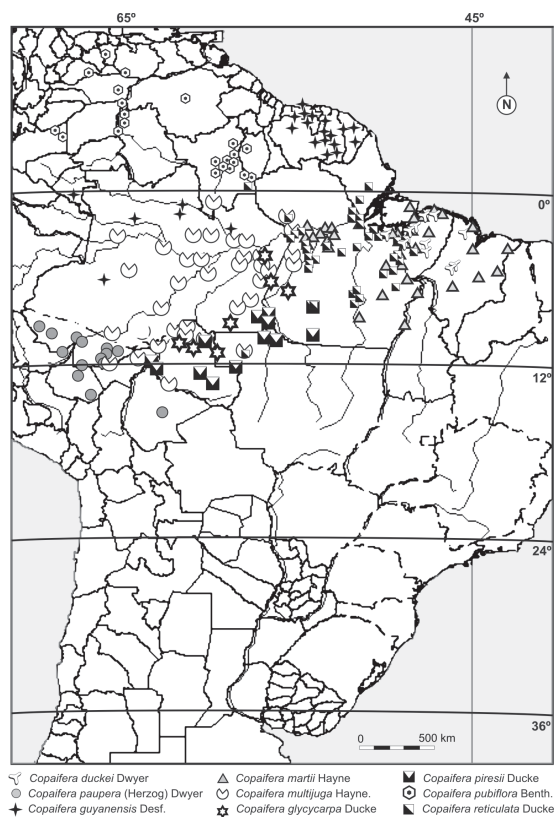 65º 45º
N
0º
12º
24º
36º
0 500 km
Copaifera duckei Dwyer
Copaifera martii Hayne
Copaifera piresii Ducke
Copaifera paupera (Herzog) Dwyer
Copaifera multijuga Hayne.
Copaifera pubiflora Benth.
Copaifera guyanensis Desf.
Copaifera glycycarpa Ducke
Copaifera reticulata Ducke